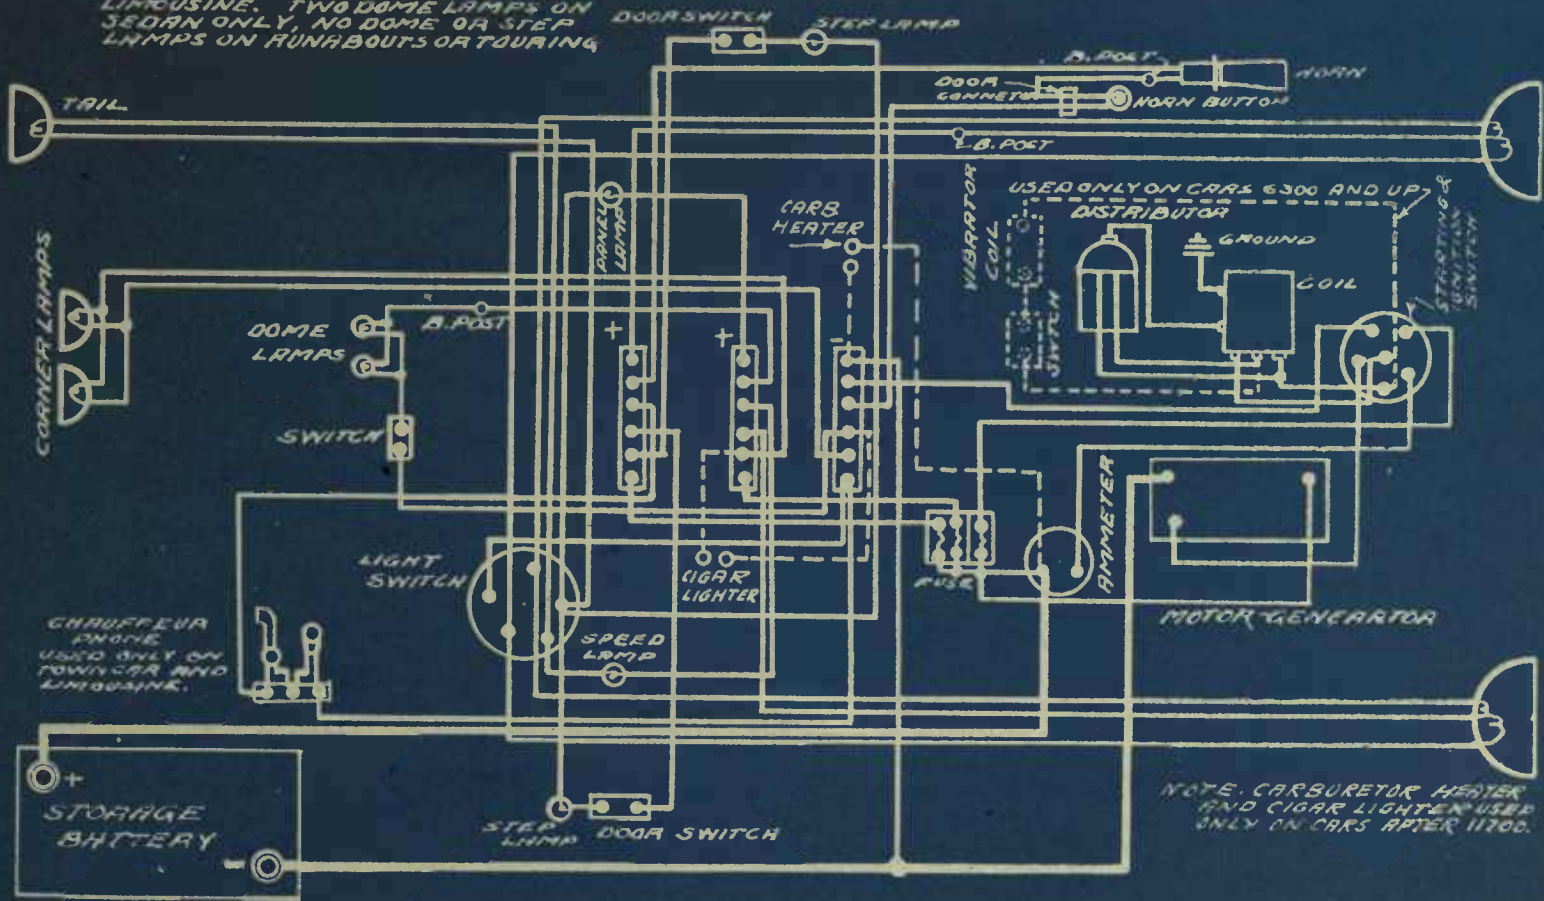 LIMOUSINE. TWO DOME LAMPS ON
SEDAN ONLY, NO DOME OR STEP
LAMPS ON RUNABOUTS OR TOURING
DOOR SWITCH
STEP LAMP
B. POST
HORN
DOOR
CONNECTOR
HORN BUTTON
TAIL
B. POST
USED ONLY ON CARS 6300 AND UP
PANEL
LAMP
CARB
HEATER
VIBRATOR
COIL
DISTRIBUTOR
GROUND
COIL
STARTING &
IGNITION
SWITCH
CORNER LAMPS
DOME
LAMPS
B. POST
+
+
-
SWITCH
SWITCH
LIGHT
SWITCH
CIGAR
LIGHTER
FUSE
AMMETER
MOTOR-GENEARTOR
CHAUFFEUR
PHONE
USED ONLY ON
TOWN CAR AND
LIMOUSINE.
SPEED
LAMP
+
STORAGE
BATTERY
-
STEP
LAMP
DOOR SWITCH
NOTE. CARBURETOR HEATER
AND CIGAR LIGHTER USED
ONLY ON CARS AFTER 11700.